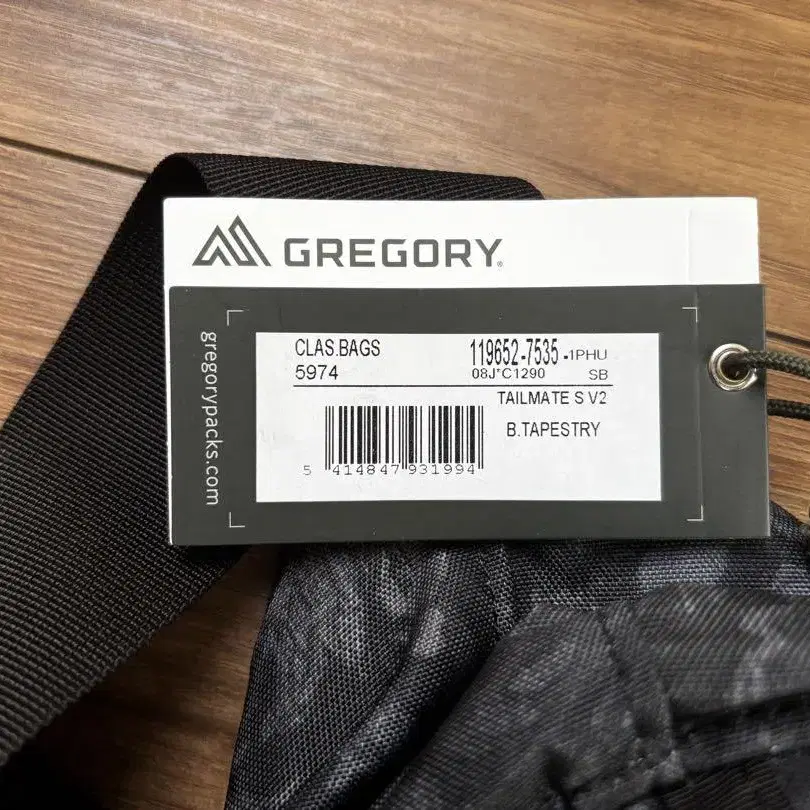 GREGORY
gregorypacks.com
CLAS.BAGS
5974
119652-7535 -1PHU
08J*C1290 SB
TAILMATE S V2
B.TAPESTRY
5 414847 931994